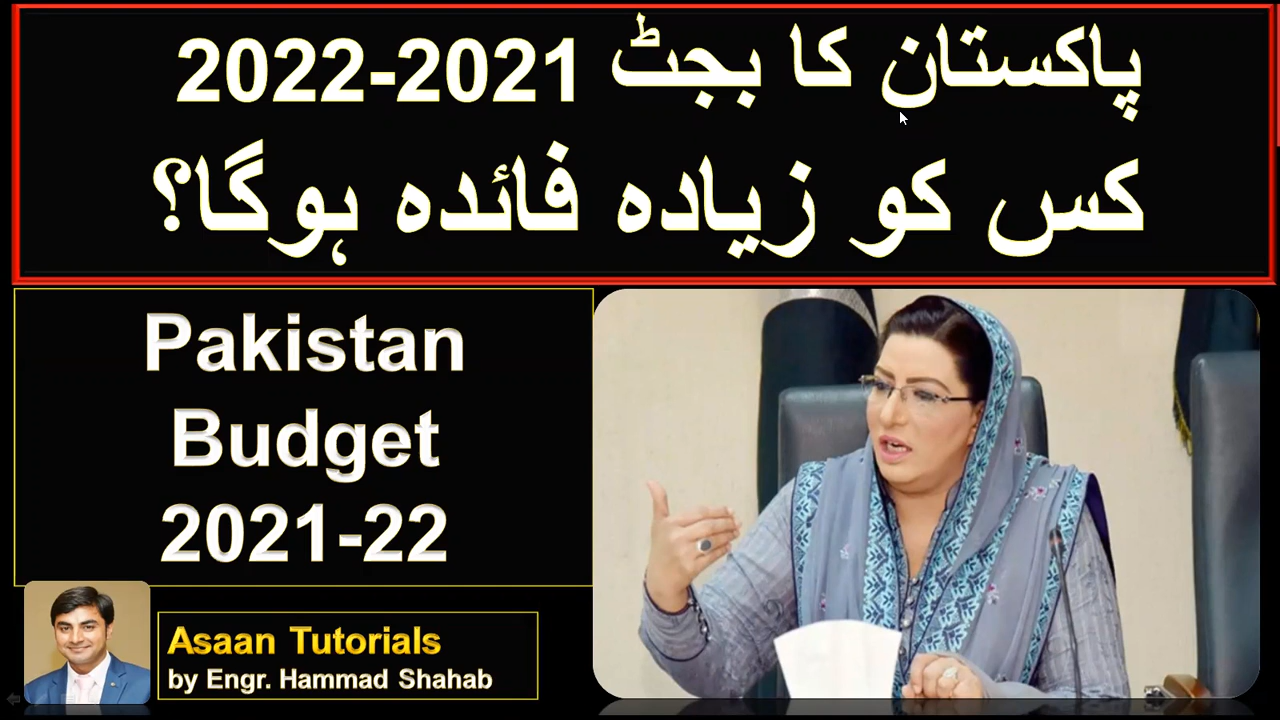 پاکستان کا بجٹ 2021-2022
کس کو زیادہ فائدہ ہوگا؟
Pakistan
Budget
2021-22
Asaan Tutorials
by Engr. Hammad Shahab